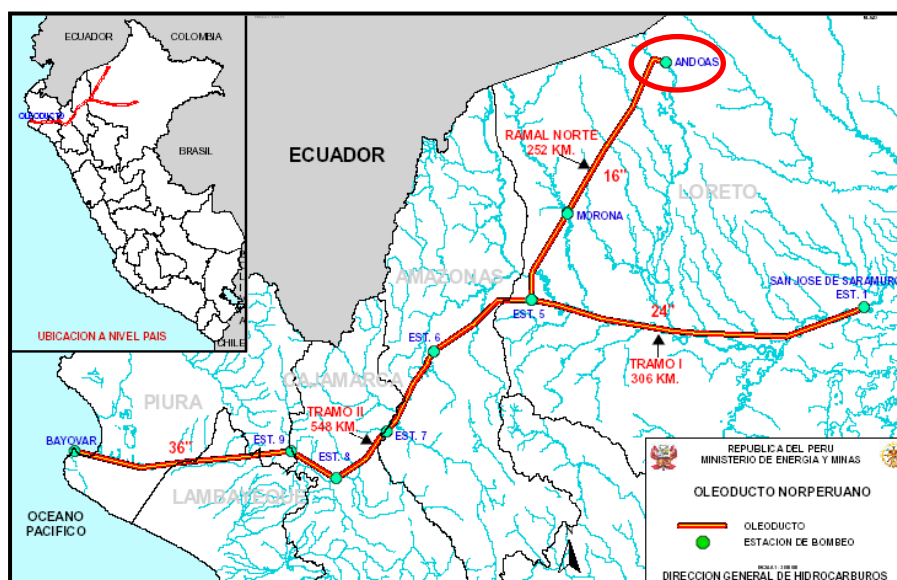 ECUADOR
COLOMBIA
OLEODUCTO
BRASIL
UBICACION A NIVEL PAIS
CHILE
ECUADOR
ANDOAS
RAMAL NORTE
252 KM.
16"
LORETO
MORONA
AMAZONAS
SAN JOSE DE SARAMURO
EST. 1
EST. 5
24"
TRAMO I
306 KM.
EST. 6
CAJAMARCA
PIURA
TRAMO II
548 KM
EST. 7
BAYOVAR
36"
EST. 9
EST. 8
LAMBAYEQUE
OCEANO
PACIFICO
REPUBLICA DEL PERU
MINISTERIO DE ENERGIA Y MINAS
OLEODUCTO NORPERUANO
OLEODUCTO
ESTACION DE BOMBEO
DIRECCION GENERAL DE HIDROCARBUROS